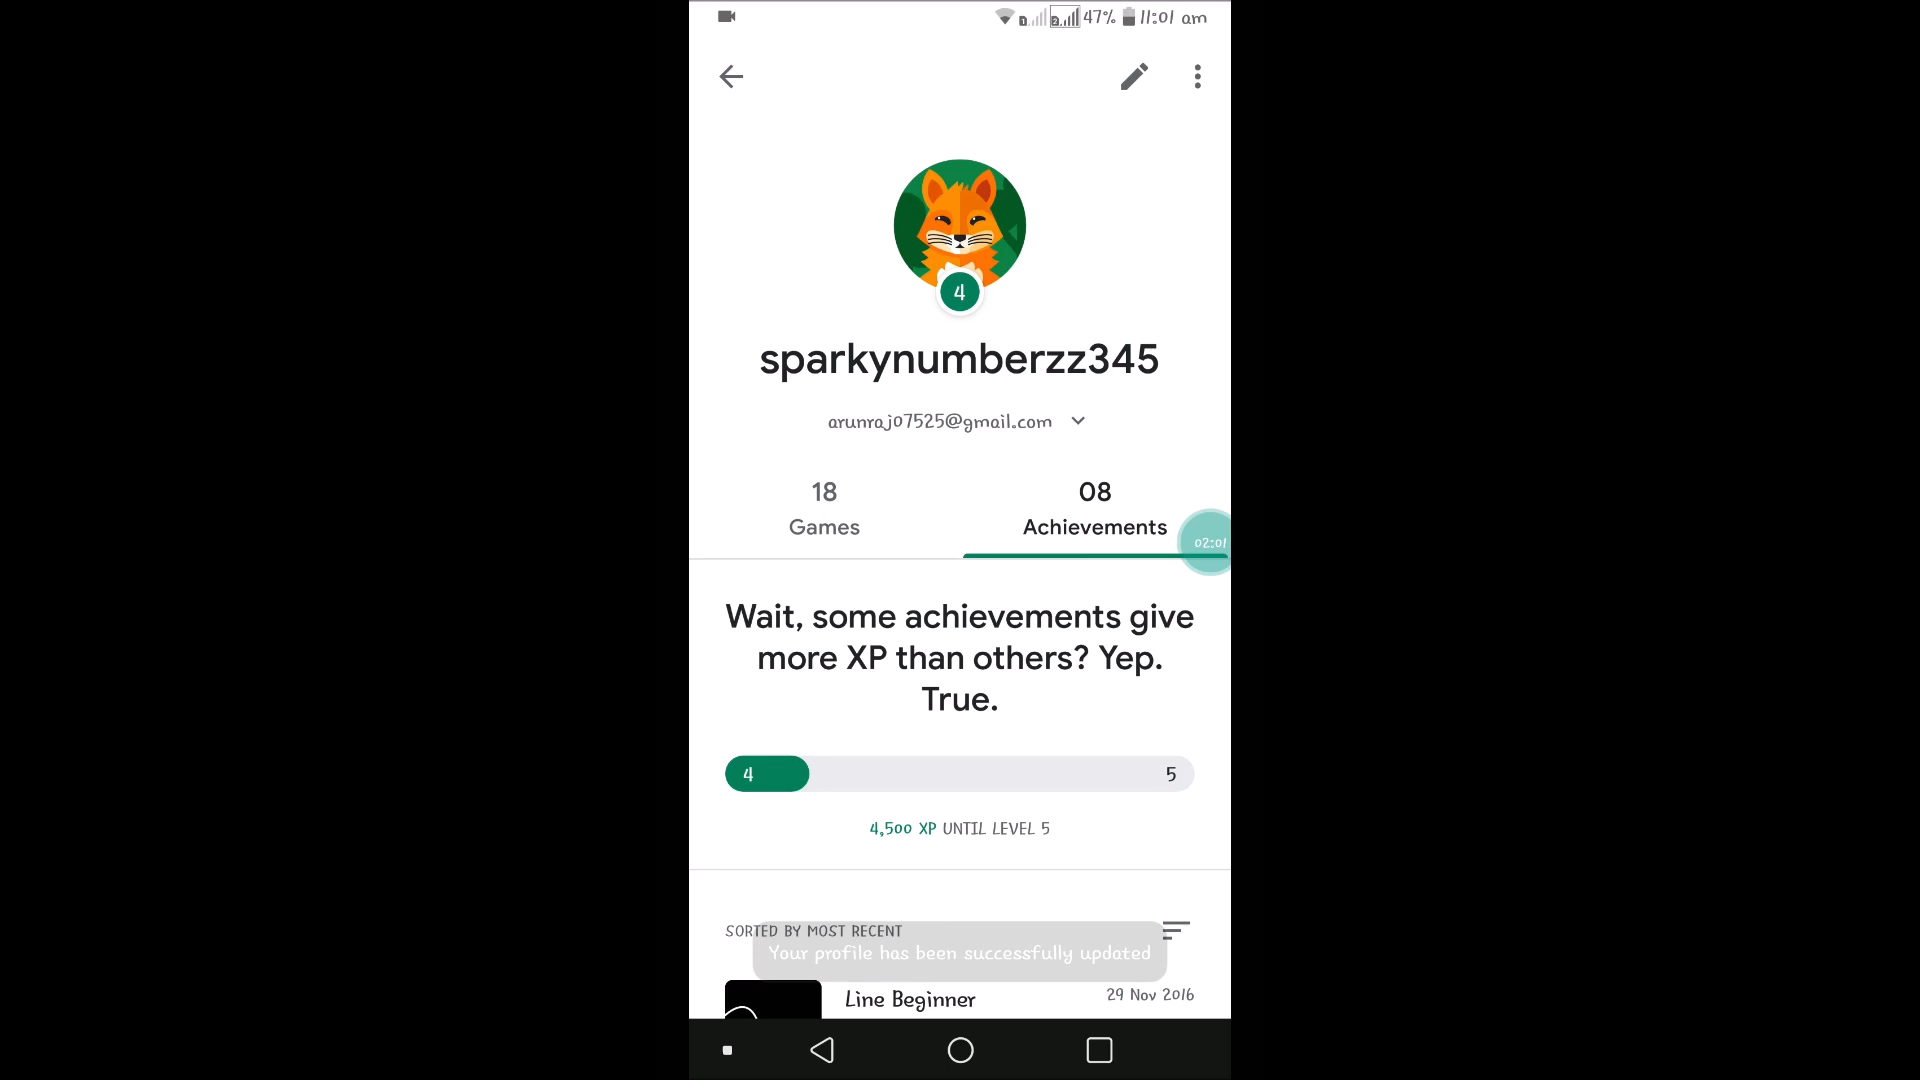 47% 11:01 am
4
sparkynumberzz345
arunrajo7525@gmail.com
18
Games
08
Achievements
02:01
Wait, some achievements give
more XP than others? Yep.
True.
4
5
4,500 XP UNTIL LEVEL 5
SORTED BY MOST RECENT
Your profile has been successfully updated
Line Beginner
29 Nov 2016